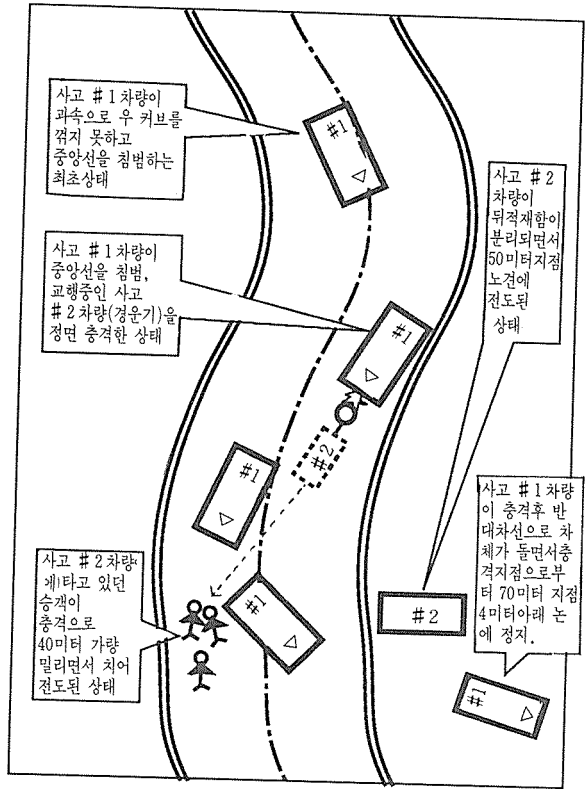 사고 #1차량이
과속으로 우 커브를
꺾지 못하고
중앙선을 침범하는
최초상태
#1
사고 #2
차량이
뒤적재함이
분리되면서
50미터지점
노견에
전도된
상태
사고 #1차량이
중앙선을 침범,
교행중인 사고
#2차량(경운기)을
정면 충격한 상태
#1
#2
#1
사고 #1차량
이 충격후 반
대차선으로 차
체가 돌면서충
격지점으로부
터 70미터 지점
4미터아래 논
에 정지.
사고 #2차량
에타고 있던
승객이
충격으로
40미터 가량
밀리면서 치어
전도된 상태
#1
#2
#1